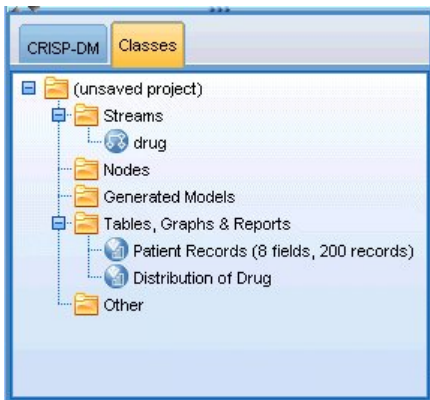 CRISP-DM Classes
(unsaved project)
Streams
drug
Nodes
Generated Models
Tables, Graphs & Reports
Patient Records (8 fields, 200 records)
Distribution of Drug
Other